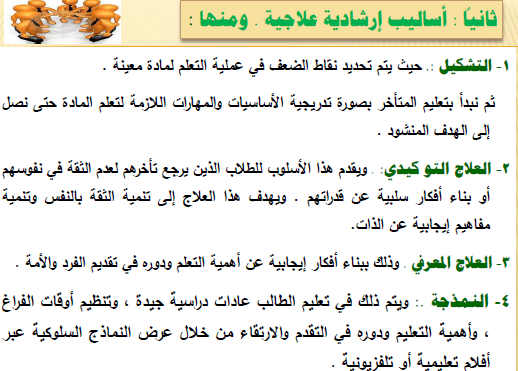 ثانياً : أساليب إرشادية علاجية . ومنها :
١- التشكيل :. حيث يتم تحديد نقاط الضعف في عملية التعلم لمادة معينة .
ثم نبدأ بتعليم المتأخر بصورة تدريجية الأساسيات والمهارات اللازمة لتعلم المادة حتى نصل
إلى الهدف المنشود .
٢- العلاج التوكيدي: . ويقدم هذا الأسلوب للطلاب الذين يرجع تأخرهم لعدم الثقة في نفوسهم
أو بناء أفكار سلبية عن قدراتهم . ويهدف هذا العلاج إلى تنمية الثقة بالنفس وتنمية
مفاهيم إيجابية عن الذات.
٣- العلاج المعرفي . وذلك ببناء أفكار إيجابية عن أهمية التعلم ودوره في تقديم الفرد والأمة .
٤- النمذجة .: ويتم ذلك في تعليم الطالب عادات دراسية جيدة ، وتنظيم أوقات الفراغ
، وأهمية التعليم ودوره في التقدم والارتقاء من خلال عرض النماذج السلوكية عبر
أفلام تعليمية أو تلفزيونية .